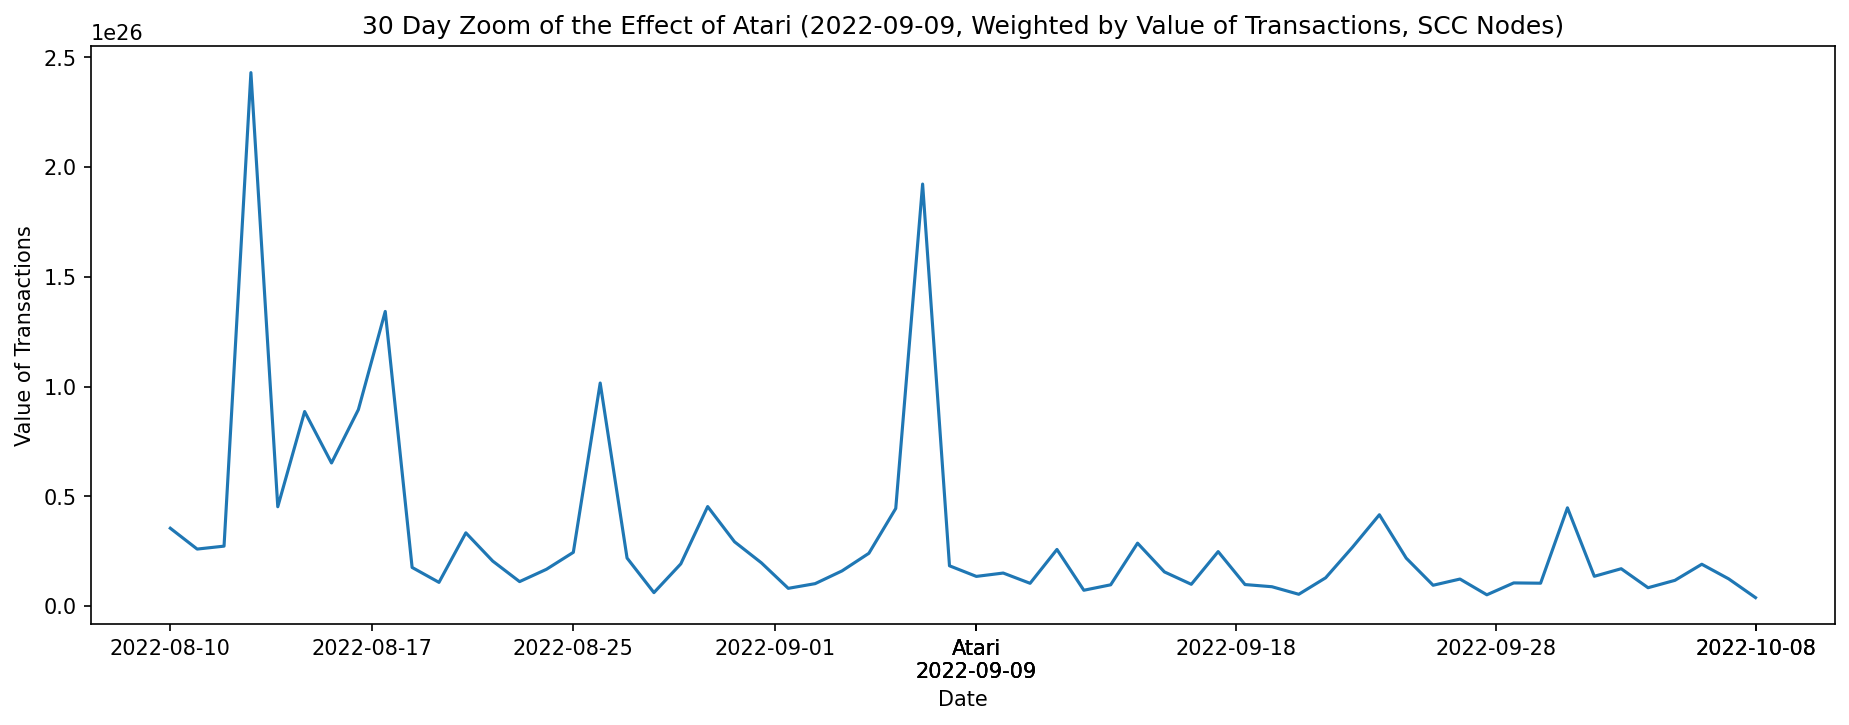 30 Day Zoom of the Effect of Atari (2022-09-09, Weighted by Value of Transactions, SCC Nodes)
1e26
2.5
2.0
1.5
1.0
0.5
0.0
Value of Transactions
2022-08-10 2022-08-17 2022-08-25 2022-09-01 Atari 2022-09-18 2022-09-28 2022-10-08
2022-09-09
Date